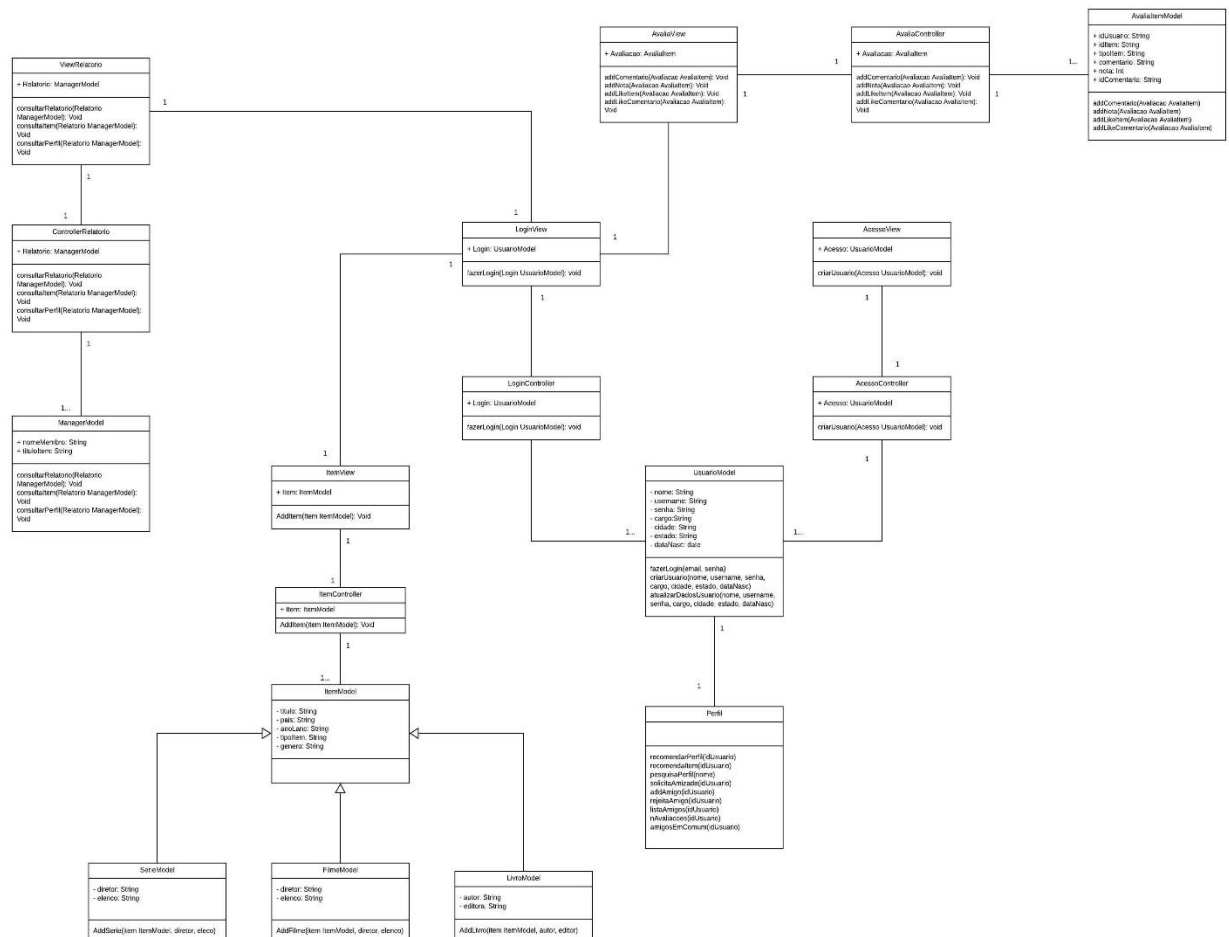 AvaliaItemModel
+ idUsuario: String
+ idItem: String
+ tipoItem: String
+ comentario: String
+ nota: Int
+ idComentario: String
addComentario(Avaliacao AvaliaItem)
addNota(Avaliacao AvaliaItem)
addLikeItem(Avaliacao AvaliaItem)
addLikeComentario(Avaliacao AvaliaItem)
AvaliaView
+ Avaliacao: AvaliaItem
addComentario(Avaliacao AvaliaItem): Void
addNota(Avaliacao AvaliaItem): Void
addLikeItem(Avaliacao AvaliaItem): Void
addLikeComentario(Avaliacao AvaliaItem):
Void
AvaliaController
+ Avaliacao: AvaliaItem
addComentario(Avaliacao AvaliaItem): Void
addNota(Avaliacao AvaliaItem): Void
addLikeItem(Avaliacao AvaliaItem): Void
addLikeComentario(Avaliacao AvaliaItem):
Void
1
1
1
1...
ViewRelatorio
+ Relatorio: ManagerModel
consultarRelatorio(Relatorio
ManagerModel): Void
consultaItem(Relatorio ManagerModel):
Void
consultarPerfil(Relatorio ManagerModel):
Void
1
1
1
ControllerRelatorio
+ Relatorio: ManagerModel
consultarRelatorio(Relatorio
ManagerModel): Void
consultaItem(Relatorio ManagerModel):
Void
consultarPerfil(Relatorio ManagerModel):
Void
1
1...
ManagerModel
+ nomeMembro: String
+ tituloItem: String
consultarRelatorio(Relatorio
ManagerModel): Void
consultaItem(Relatorio ManagerModel):
Void
consultarPerfil(Relatorio ManagerModel):
Void
1
1
1
LoginView
+ Login: UsuarioModel
fazerLogin(Login UsuarioModel): void
1
1
LoginController
+ Login: UsuarioModel
fazerLogin(Login UsuarioModel): void
1...
AcessoView
+ Acesso: UsuarioModel
criarUsuario(Acesso UsuarioModel): void
1
1
AcessoController
+ Acesso: UsuarioModel
criarUsuario(Acesso UsuarioModel): void
1
1...
UsuarioModel
- nome: String
- username: String
- senha: String
- cargo:String
- cidade: String
- estado: String
- dataNasc: date
fazerLogin(email, senha)
criarUsuario(nome, username, senha,
cargo, cidade, estado, dataNasc)
atualizarDadosUsuario(nome, username,
senha, cargo, cidade, estado, dataNasc)
1
1
Perfil
recomendarPerfil(idUsuario)
recomendaItem(idUsuario)
pesquisaPerfil(nome)
solicitaAmizade(idUsuario)
addAmigo(idUsuario)
rejeitaAmigo(idUsuario)
listaAmigos(idUsuario)
nAvaliacoes(idUsuario)
amigosEmComum(idUsuario)
1
ItemView
+ Item: ItemModel
AddItem(Item ItemModel): Void
1
1
ItemController
+ Item: ItemModel
AddItem(Item ItemModel): Void
1
1...
ItemModel
- titulo: String
- pais: String
- anoLanc: String
- tipoItem: String
- genero: String
SerieModel
- diretor: String
- elenco: String
AddSerie(item ItemModel, diretor, eleco)
FilmeModel
- diretor: String
- elenco: String
AddFilme(item ItemModel, diretor, elenco)
LivroModel
- autor: String
- editora: String
AddLivro(item ItemModel, autor, editor)